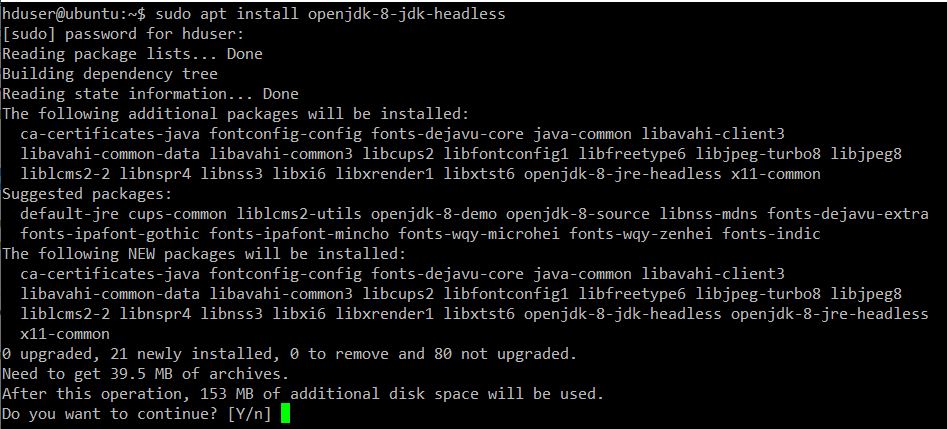 hduser@ubuntu:~$ sudo apt install openjdk-8-jdk-headless
[sudo] password for hduser:
Reading package lists... Done
Building dependency tree
Reading state information... Done
The following additional packages will be installed:
  ca-certificates-java fontconfig-config fonts-dejavu-core java-common libavahi-client3
  libavahi-common-data libavahi-common3 libcups2 libfontconfig1 libfreetype6 libjpeg-turbo8 libjpeg8
  liblcms2-2 libnspr4 libnss3 libxi6 libxrender1 libxtst6 openjdk-8-jre-headless x11-common
Suggested packages:
  default-jre cups-common liblcms2-utils openjdk-8-demo openjdk-8-source libnss-mdns fonts-dejavu-extra
  fonts-ipafont-gothic fonts-ipafont-mincho fonts-wqy-microhei fonts-wqy-zenhei fonts-indic
The following NEW packages will be installed:
  ca-certificates-java fontconfig-config fonts-dejavu-core java-common libavahi-client3
  libavahi-common-data libavahi-common3 libcups2 libfontconfig1 libfreetype6 libjpeg-turbo8 libjpeg8
  liblcms2-2 libnspr4 libnss3 libxi6 libxrender1 libxtst6 openjdk-8-jdk-headless openjdk-8-jre-headless
  x11-common
0 upgraded, 21 newly installed, 0 to remove and 80 not upgraded.
Need to get 39.5 MB of archives.
After this operation, 153 MB of additional disk space will be used.
Do you want to continue? [Y/n]